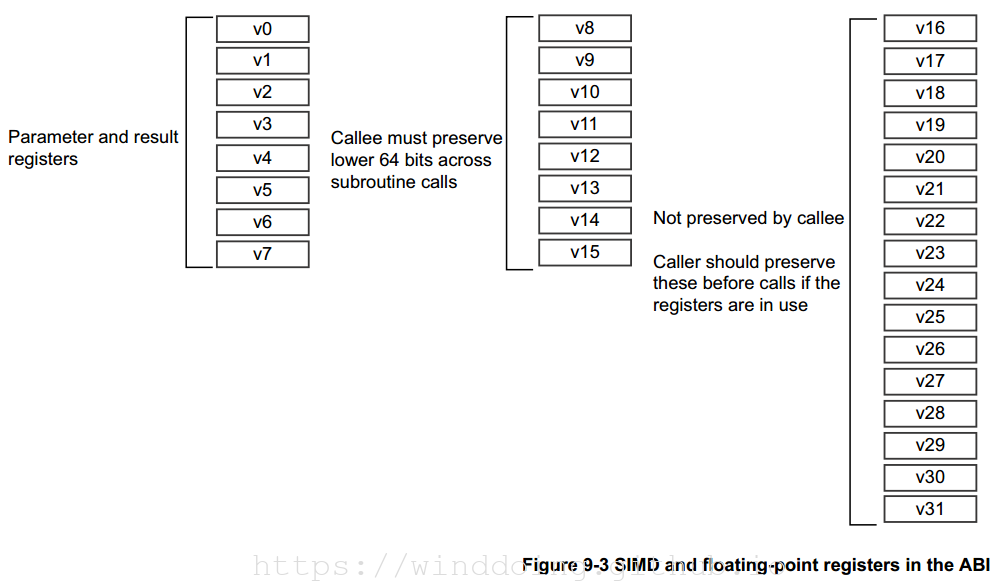 Parameter and result
registers
v0
v1
v2
v3
v4
v5
v6
v7
Callee must preserve
lower 64 bits across
subroutine calls
v8
v9
v10
v11
v12
v13
v14
v15
Not preserved by callee
Caller should preserve
these before calls if the
registers are in use
v16
v17
v18
v19
v20
v21
v22
v23
v24
v25
v26
v27
v28
v29
v30
v31
Figure 9-3 SIMD and floating-point registers in the ABI
https://winddoing.github.io